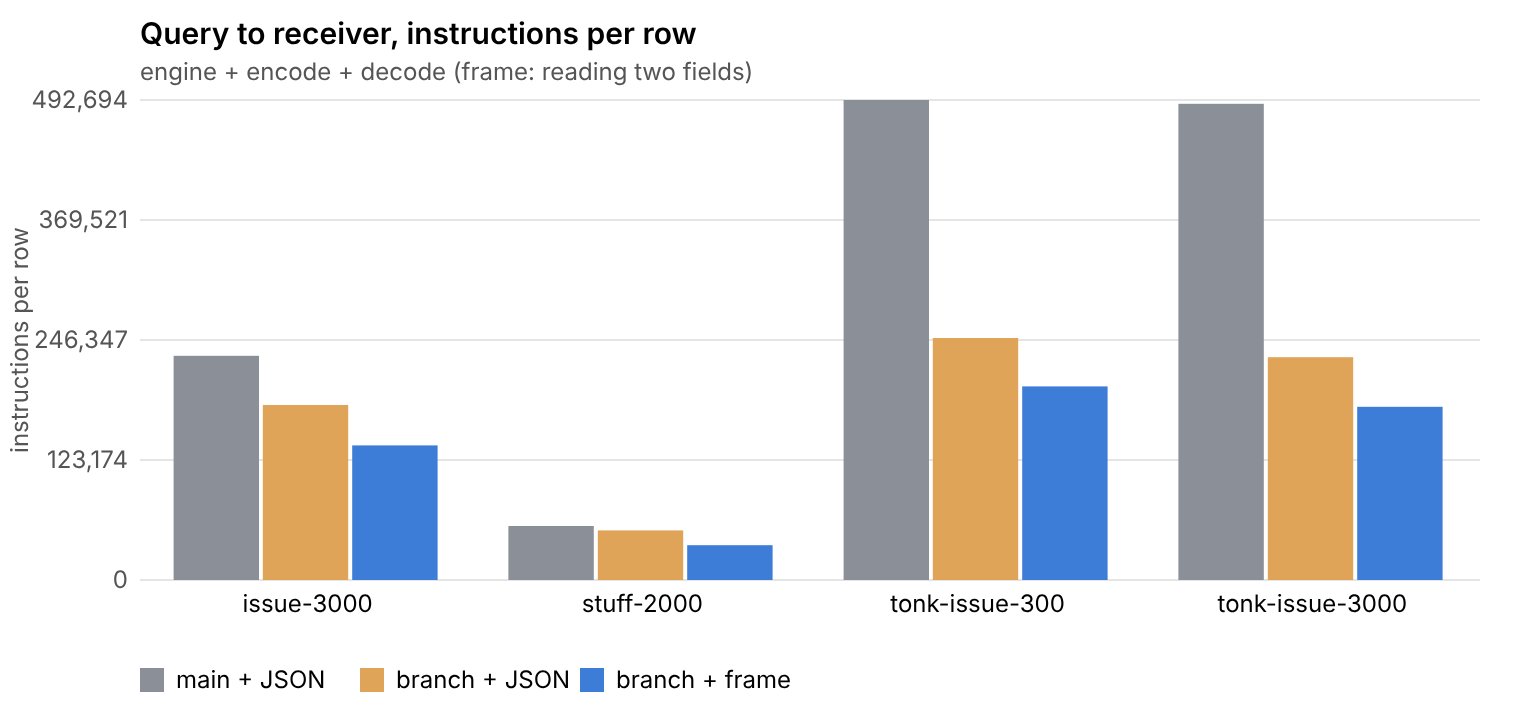 Query to receiver, instructions per row
engine + encode + decode (frame: reading two fields)
492,694
369,521
246,347
123,174
0
instructions per row
issue-3000
stuff-2000
tonk-issue-300
tonk-issue-3000
main + JSON
branch + JSON
branch + frame